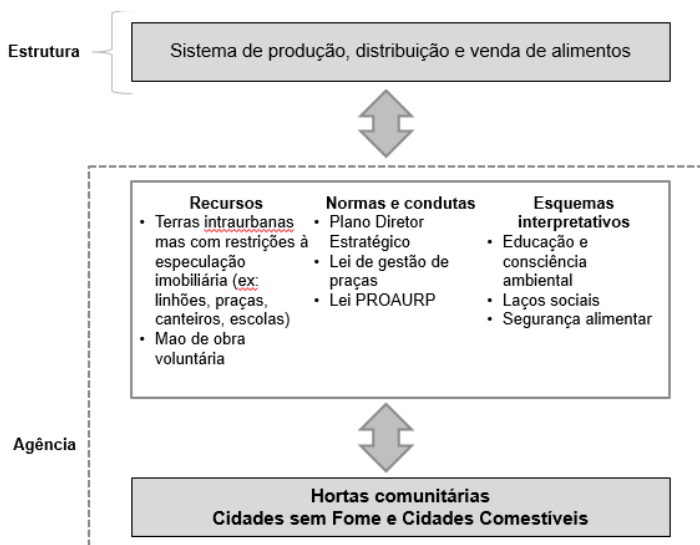 Estrutura
Sistema de produção, distribuição e venda de alimentos
Recursos
• Terras intraurbanas
mas com restrições à
especulação
imobiliária (ex:
linhões, praças,
canteiros, escolas)
• Mao de obra
voluntária
Normas e condutas
• Plano Diretor
Estratégico
• Lei de gestão de
praças
• Lei PROAURP
Esquemas
interpretativos
• Educação e
consciência
ambiental
• Laços sociais
• Segurança alimentar
Agência
Hortas comunitárias
Cidades sem Fome e Cidades Comestíveis